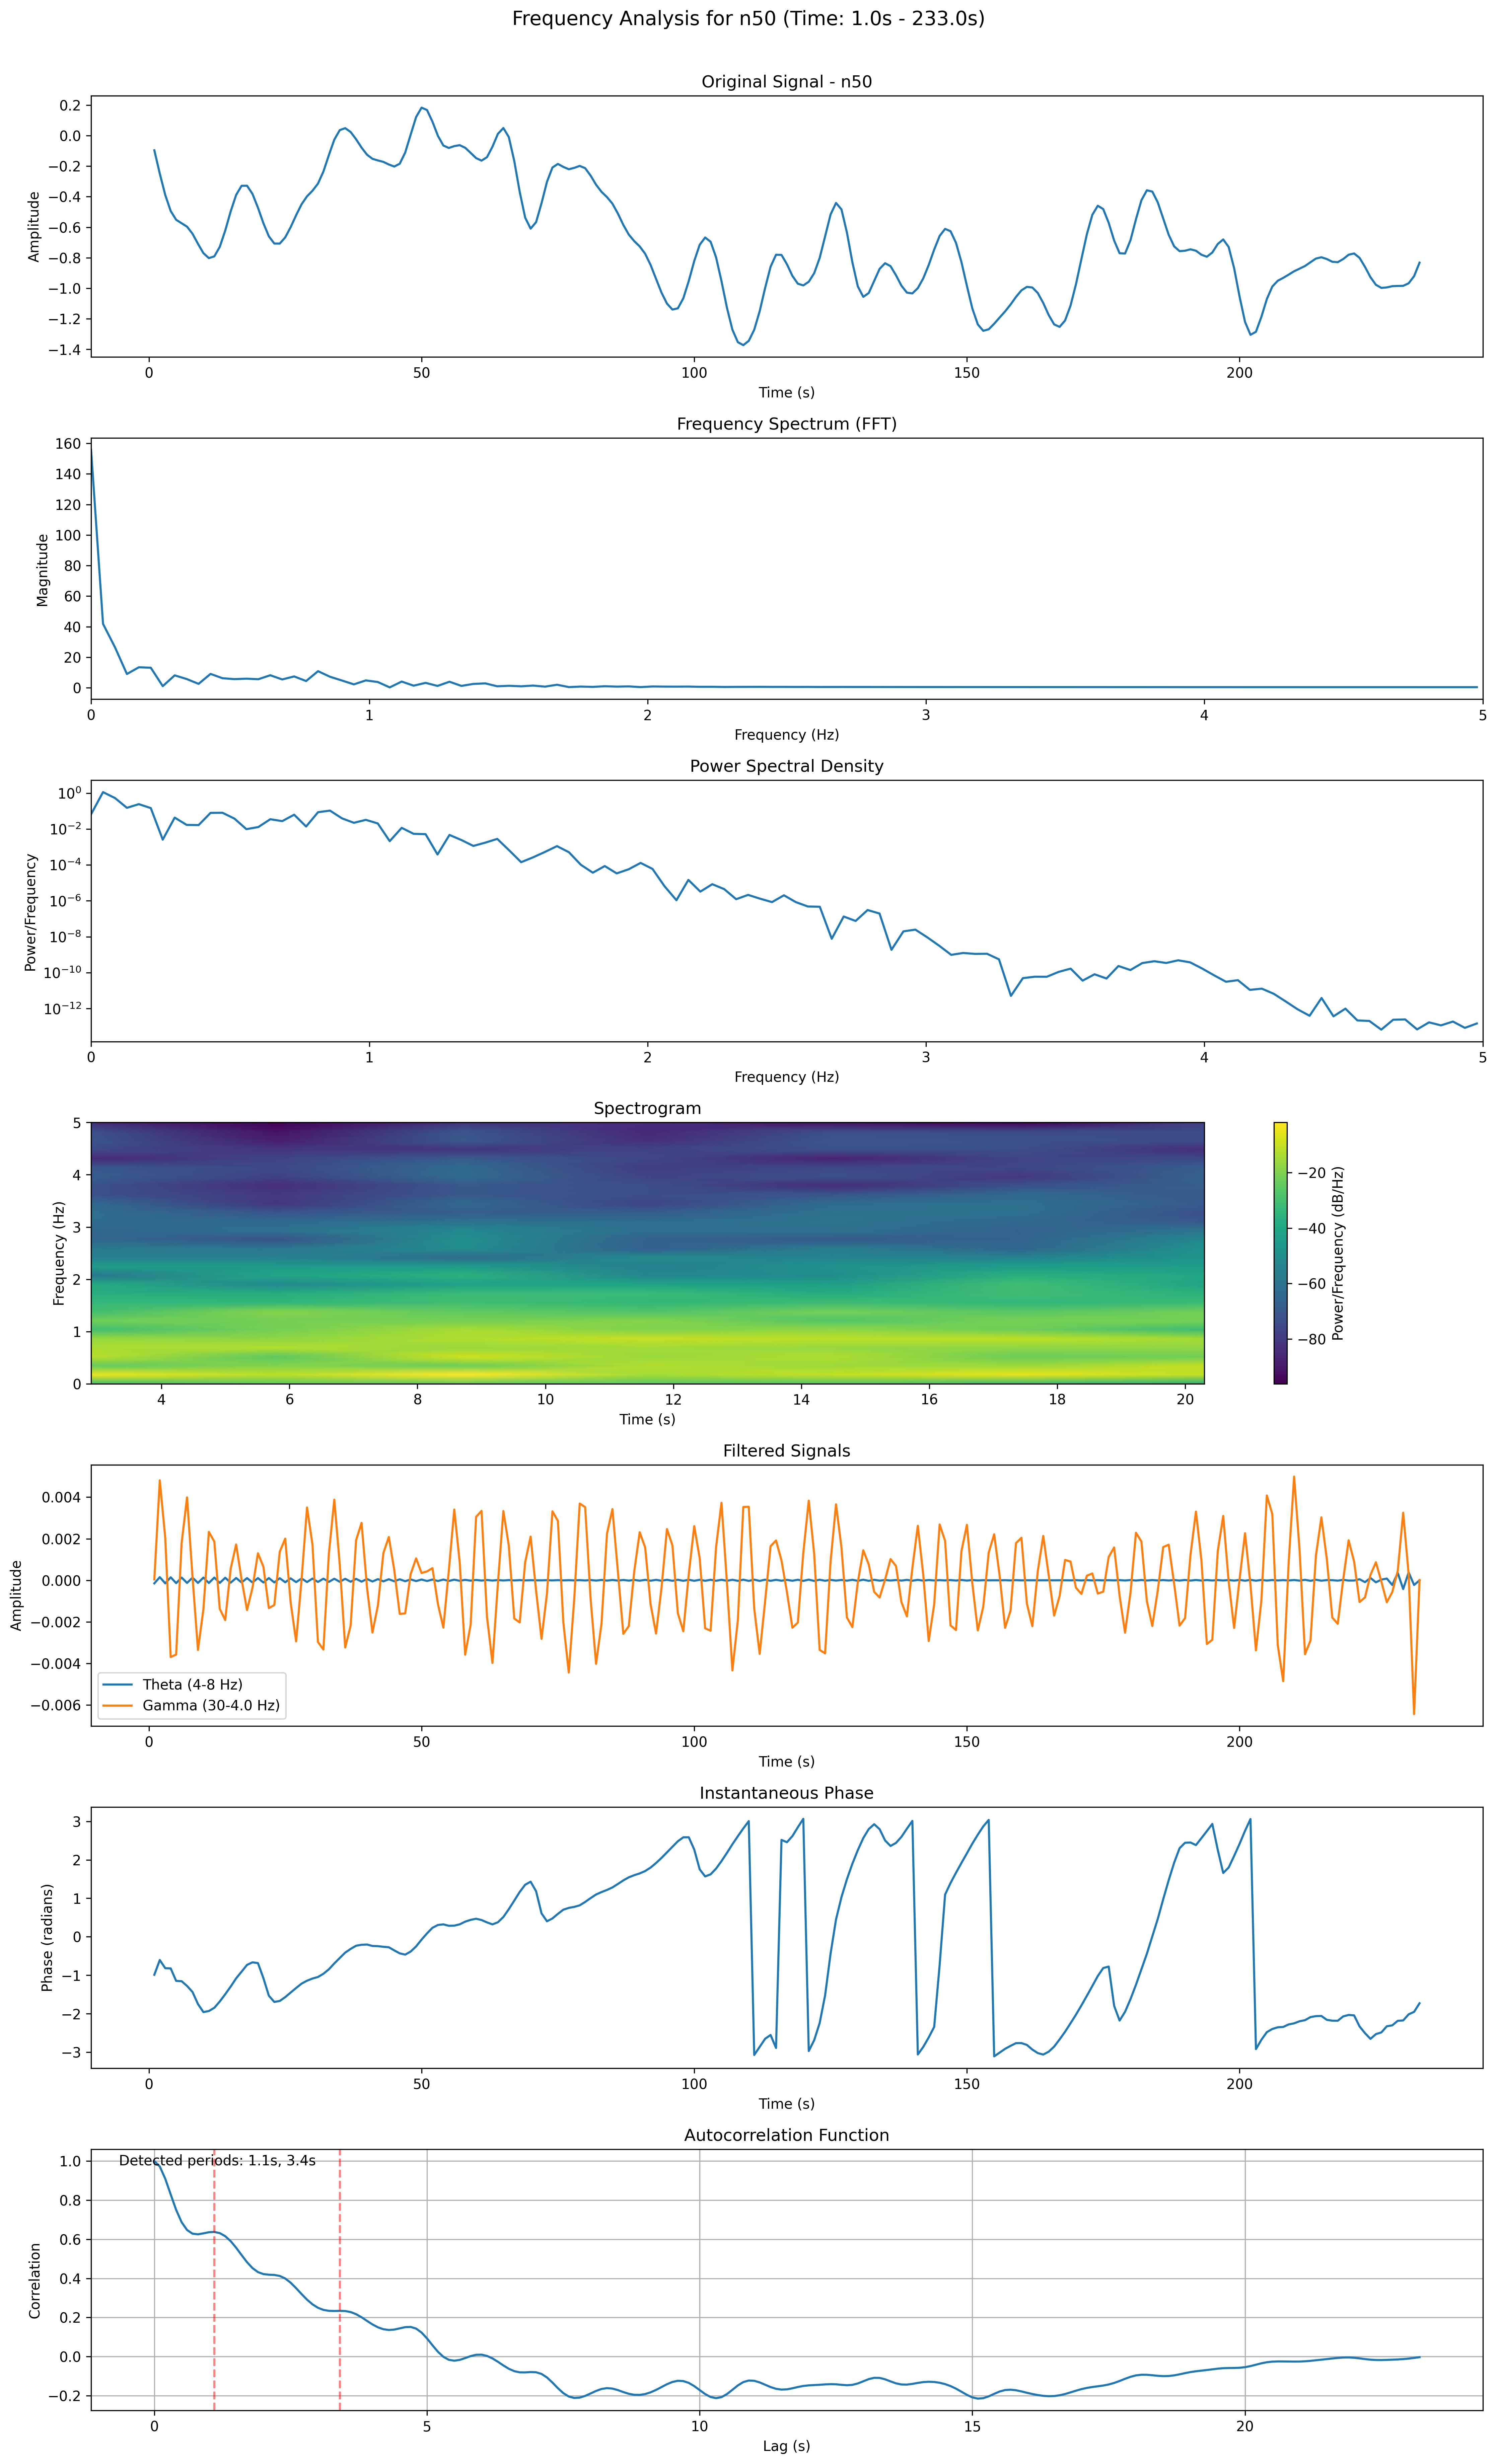 Frequency Analysis for n50 (Time: 1.0s - 233.0s)
Original Signal - n50
Amplitude
0.2
0.0
−0.2
−0.4
−0.6
−0.8
−1.0
−1.2
−1.4
0 50 100 150 200
Time (s)
Frequency Spectrum (FFT)
Magnitude
160
140
120
100
80
60
40
20
0
0 1 2 3 4 5
Frequency (Hz)
Power Spectral Density
Power/Frequency
10⁰
10⁻²
10⁻⁴
10⁻⁶
10⁻⁸
10⁻¹⁰
10⁻¹²
0 1 2 3 4 5
Frequency (Hz)
Spectrogram
Frequency (Hz)
5
4
3
2
1
0
4 6 8 10 12 14 16 18 20
Time (s)
−20
−40
−60
−80
Power/Frequency (dB/Hz)
Filtered Signals
Amplitude
0.004
0.002
0.000
−0.002
−0.004
−0.006
Theta (4-8 Hz)
Gamma (30-4.0 Hz)
0 50 100 150 200
Time (s)
Instantaneous Phase
Phase (radians)
3
2
1
0
−1
−2
−3
0 50 100 150 200
Time (s)
Autocorrelation Function
Detected periods: 1.1s, 3.4s
Correlation
1.0
0.8
0.6
0.4
0.2
0.0
−0.2
0 5 10 15 20
Lag (s)